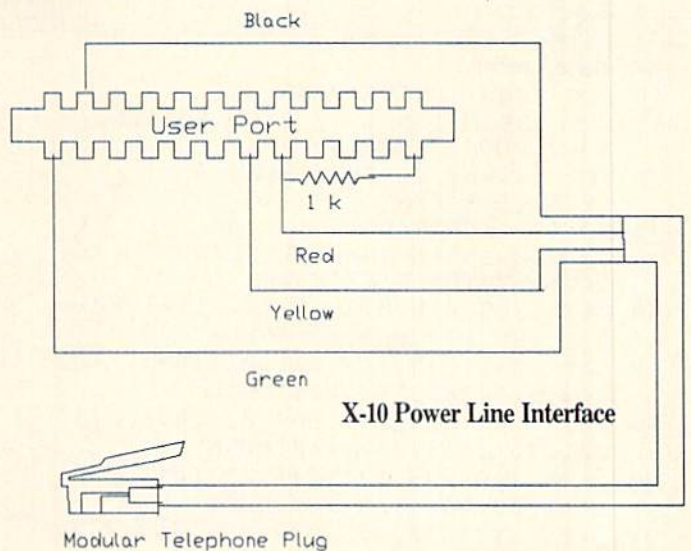 Black
User Port
1 k
Red
Yellow
Green
X-10 Power Line Interface
Modular Telephone Plug